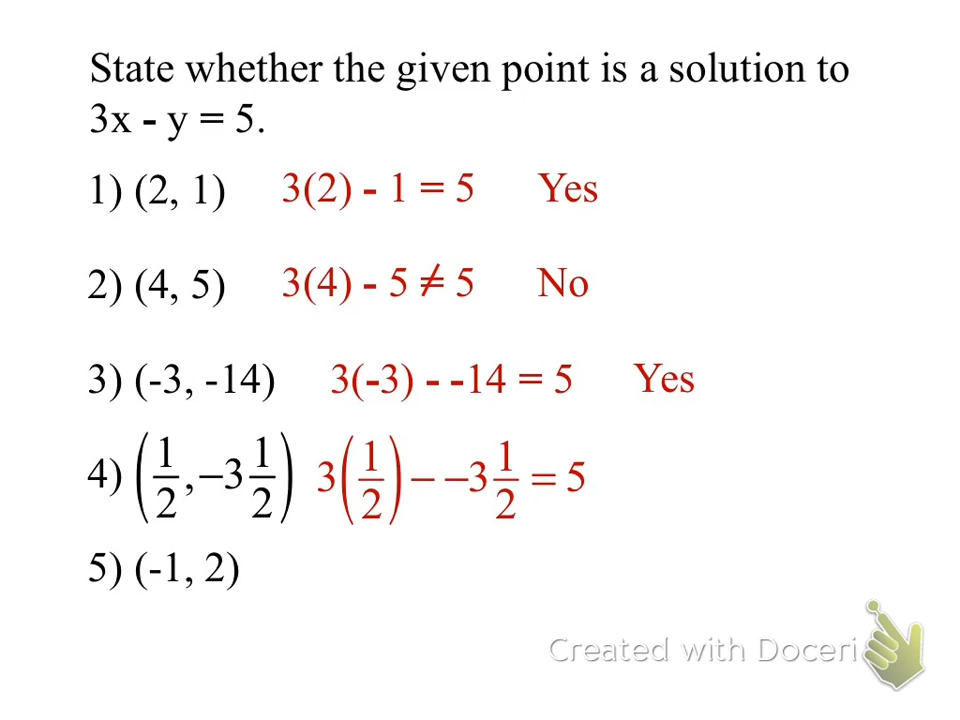 State whether the given point is a solution to
3x - y = 5.
1) (2, 1) 3(2) - 1 = 5 Yes
2) (4, 5) 3(4) - 5 ≠ 5 No
3) (-3, -14) 3(-3) - -14 = 5 Yes
4) (1/2, −3 1/2) 3(1/2) − −3 1/2 = 5
5) (-1, 2)
Created with Doceri